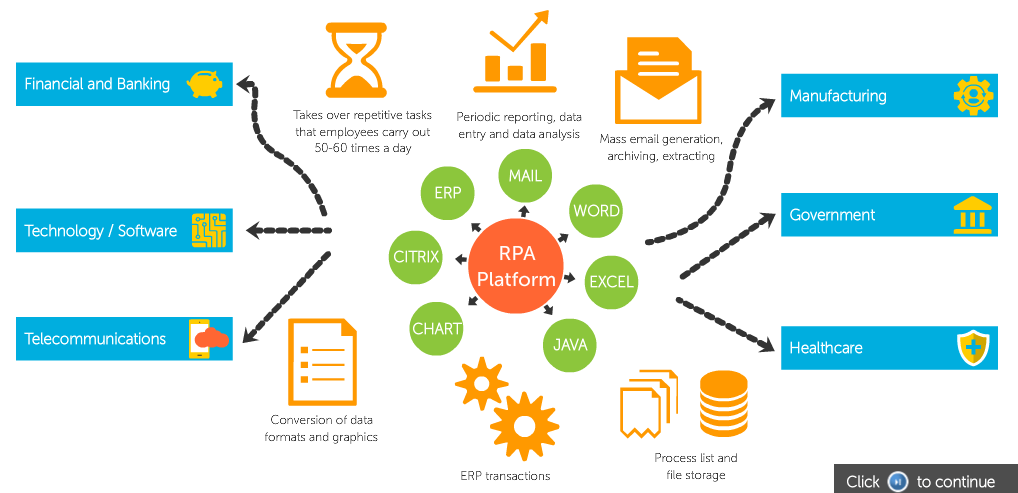 Financial and Banking
Technology / Software
Telecommunications
Takes over repetitive tasks
that employees carry out
50-60 times a day
Periodic reporting, data
entry and data analysis
Mass email generation,
archiving, extracting
MAIL
ERP
WORD
CITRIX
RPA
Platform
EXCEL
CHART
JAVA
Conversion of data
formats and graphics
ERP transactions
Process list and
file storage
Manufacturing
Government
Healthcare
Click to continue